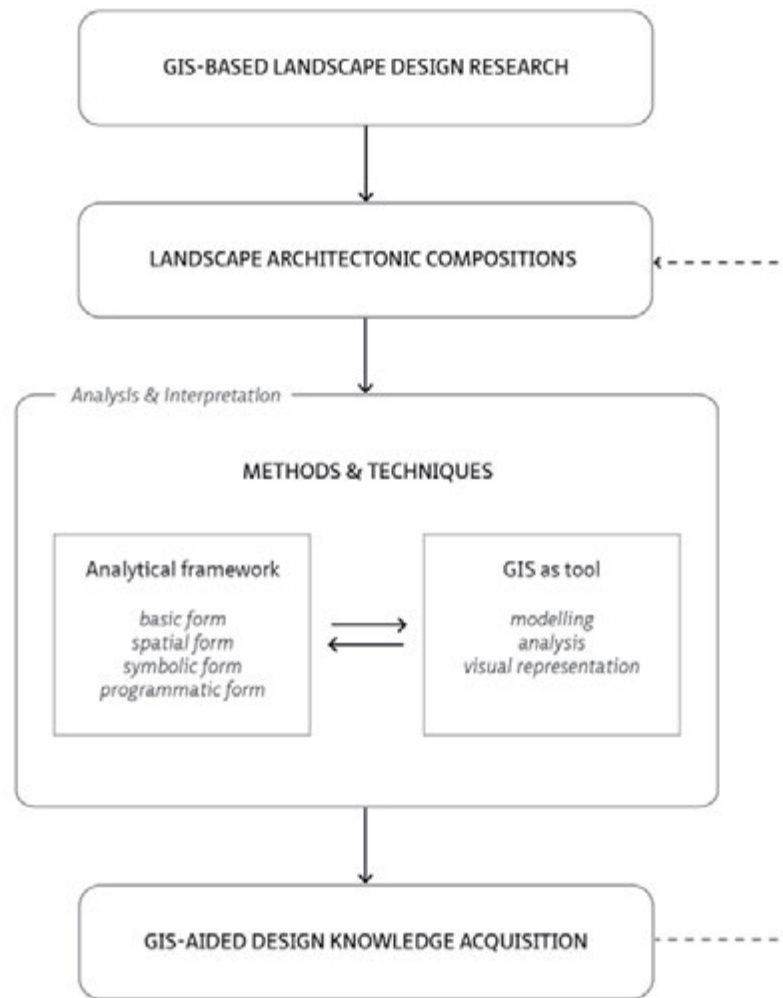 GIS-BASED LANDSCAPE DESIGN RESEARCH
LANDSCAPE ARCHITECTONIC COMPOSITIONS
Analysis & Interpretation
METHODS & TECHNIQUES
Analytical framework
basic form
spatial form
symbolic form
programmatic form
GIS as tool
modelling
analysis
visual representation
GIS-AIDED DESIGN KNOWLEDGE ACQUISITION